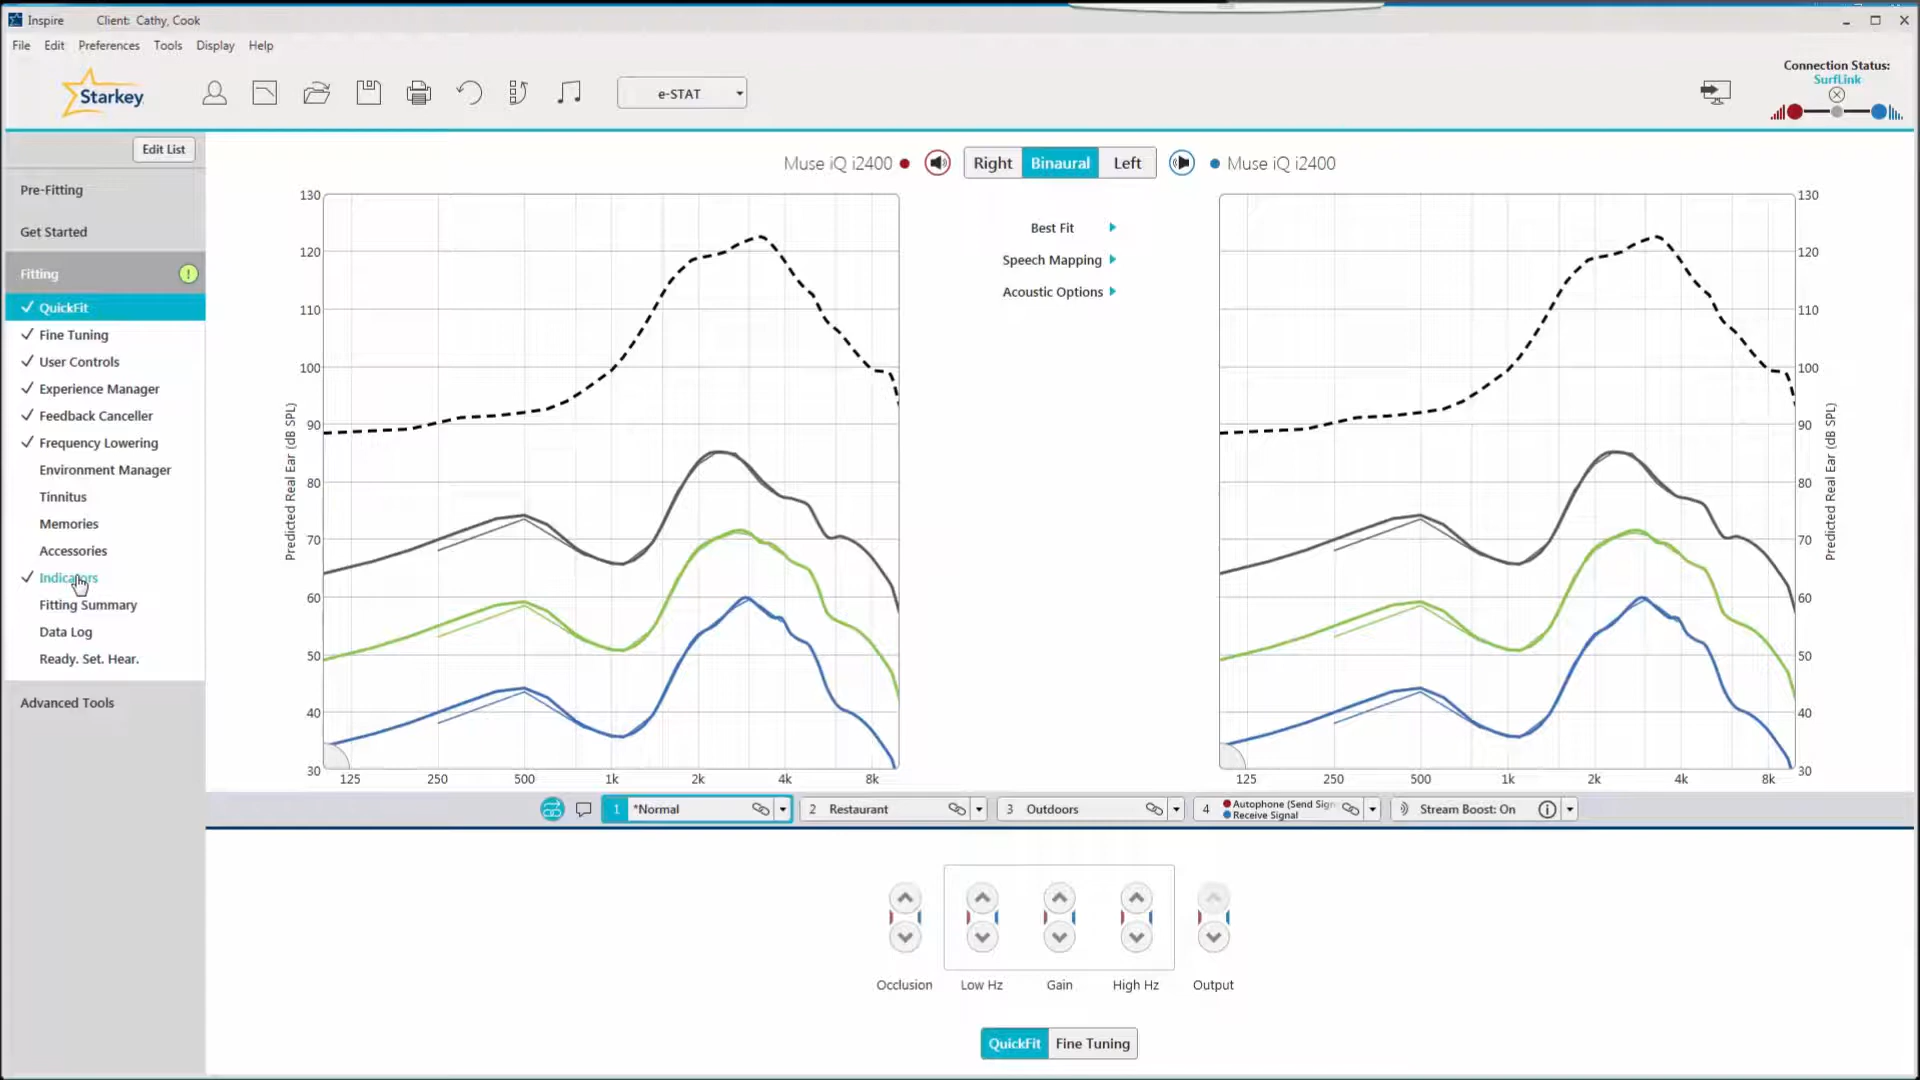 Inspire Client: Cathy, Cook
File Edit Preferences Tools Display Help
Starkey
e-STAT
Connection Status:
SurfLink
Edit List
Pre-Fitting
Get Started
Fitting
QuickFit
Fine Tuning
User Controls
Experience Manager
Feedback Canceller
Frequency Lowering
Environment Manager
Tinnitus
Memories
Accessories
Indicators
Fitting Summary
Data Log
Ready. Set. Hear.
Advanced Tools
Muse iQ i2400 Right Binaural Left Muse iQ i2400
Best Fit
Speech Mapping
Acoustic Options
Predicted Real Ear (dB SPL)
130
120
110
100
90
80
70
60
50
40
30
125 250 500 1k 2k 4k 8k
Predicted Real Ear (dB SPL)
130
120
110
100
90
80
70
60
50
40
30
125 250 500 1k 2k 4k 8k
1 *Normal 2 Restaurant 3 Outdoors 4 Autophone (Send Sign
Receive Signal
Stream Boost: On
Occlusion Low Hz Gain High Hz Output
QuickFit Fine Tuning